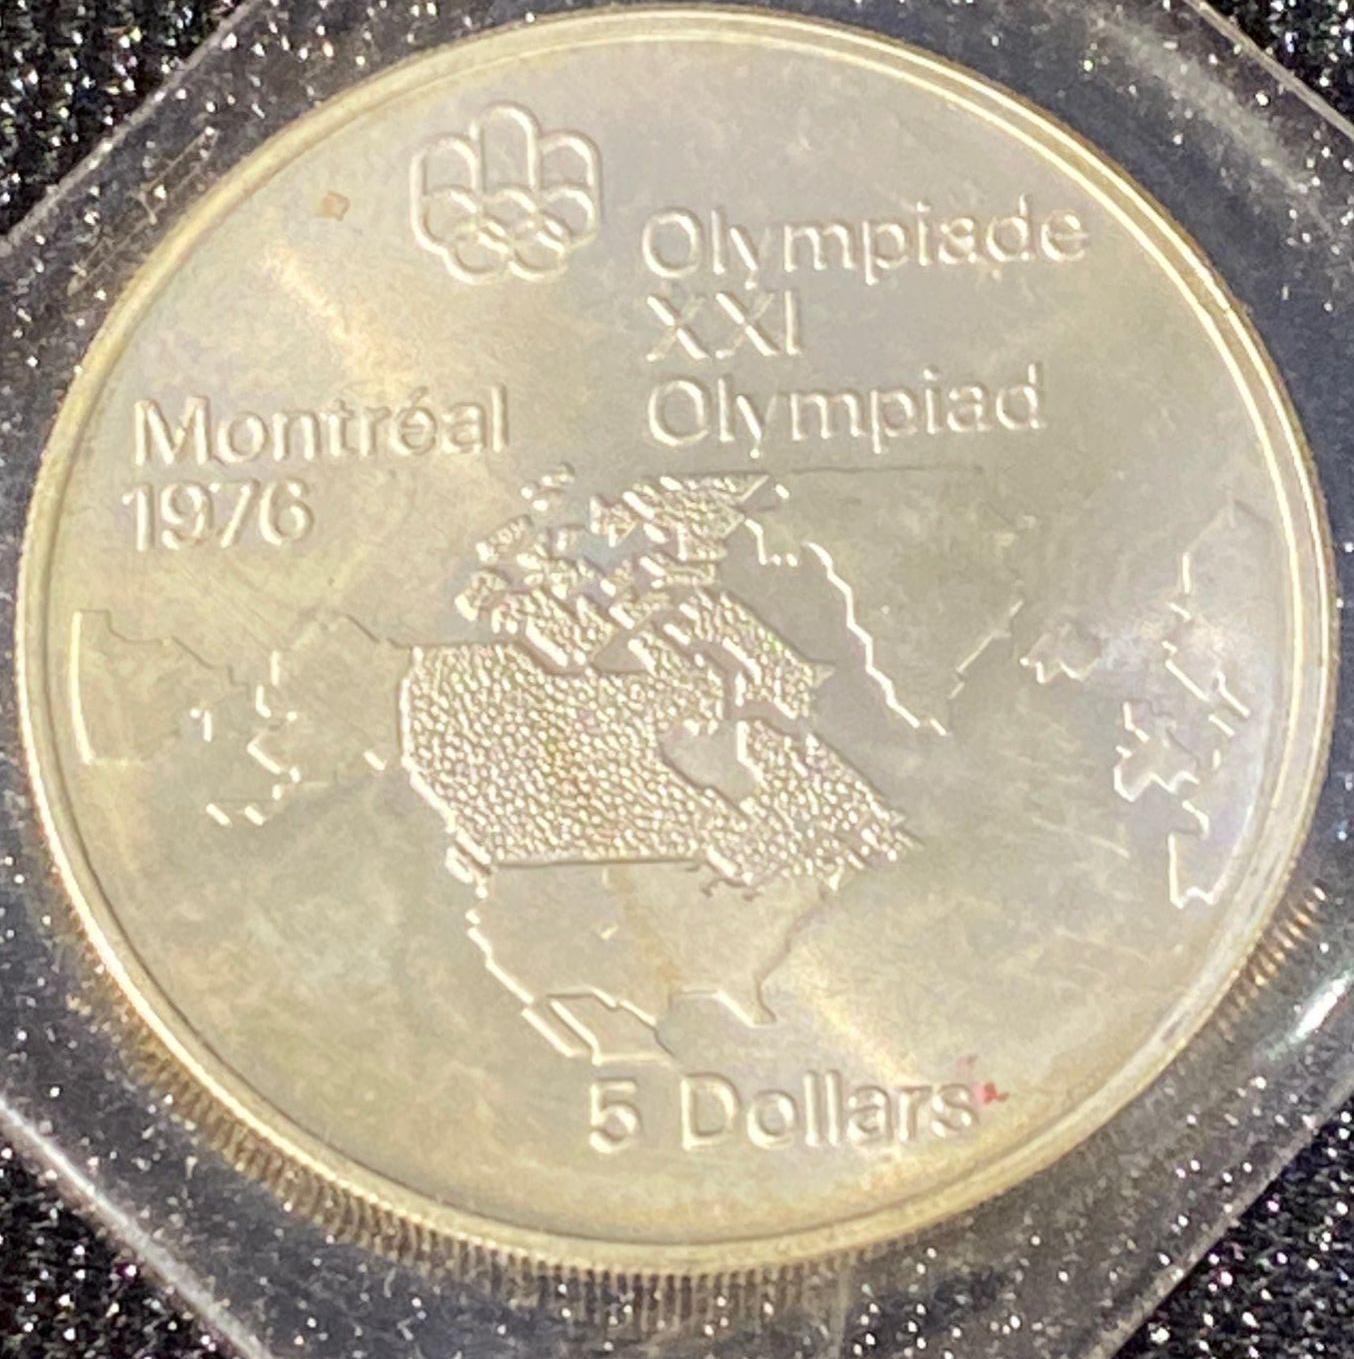 Olympiade
XXI
Olympiad
Montréal
1976
5 Dollars